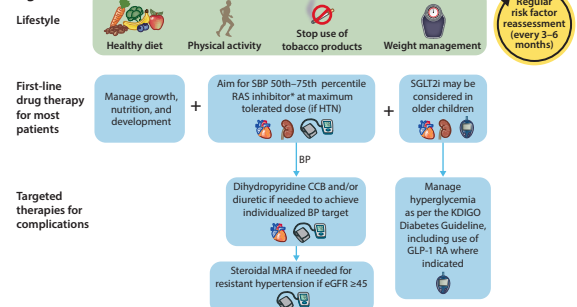 Regular
risk factor
reassessment
(every 3–6
months)
Lifestyle
Healthy diet
Physical activity
Stop use of
tobacco products
Weight management
First-line
drug therapy
for most
patients
Manage growth,
nutrition, and
development
+
Aim for SBP 50th–75th percentile
RAS inhibitor* at maximum
tolerated dose (if HTN)
+
SGLT2i may be
considered in
older children
BP
Targeted
therapies for
complications
Dihydropyridine CCB and/or
diuretic if needed to achieve
individualized BP target
Manage
hyperglycemia
as per the KDIGO
Diabetes Guideline,
including use of
GLP-1 RA where
indicated
Steroidal MRA if needed for
resistant hypertension if eGFR ≥45